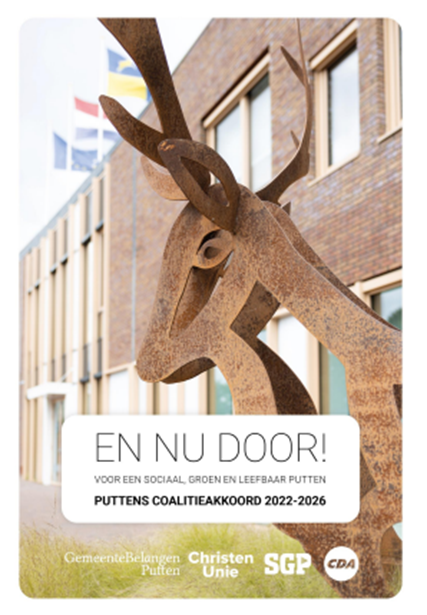 EN NU DOOR!
VOOR EEN SOCIAAL, GROEN EN LEEFBAAR PUTTEN
PUTTENS COALITIEAKKOORD 2022-2026
GemeenteBelangen
Putten
Christen
Unie
SGP
CDA